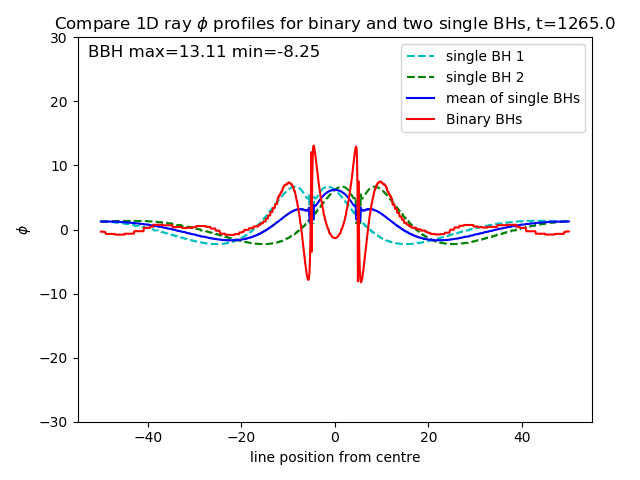 Compare 1D ray ϕ profiles for binary and two single BHs, t=1265.0
BBH max=13.11 min=-8.25
single BH 1
single BH 2
mean of single BHs
Binary BHs
30
20
10
0
−10
−20
−30
ϕ
−40
−20
0
20
40
line position from centre